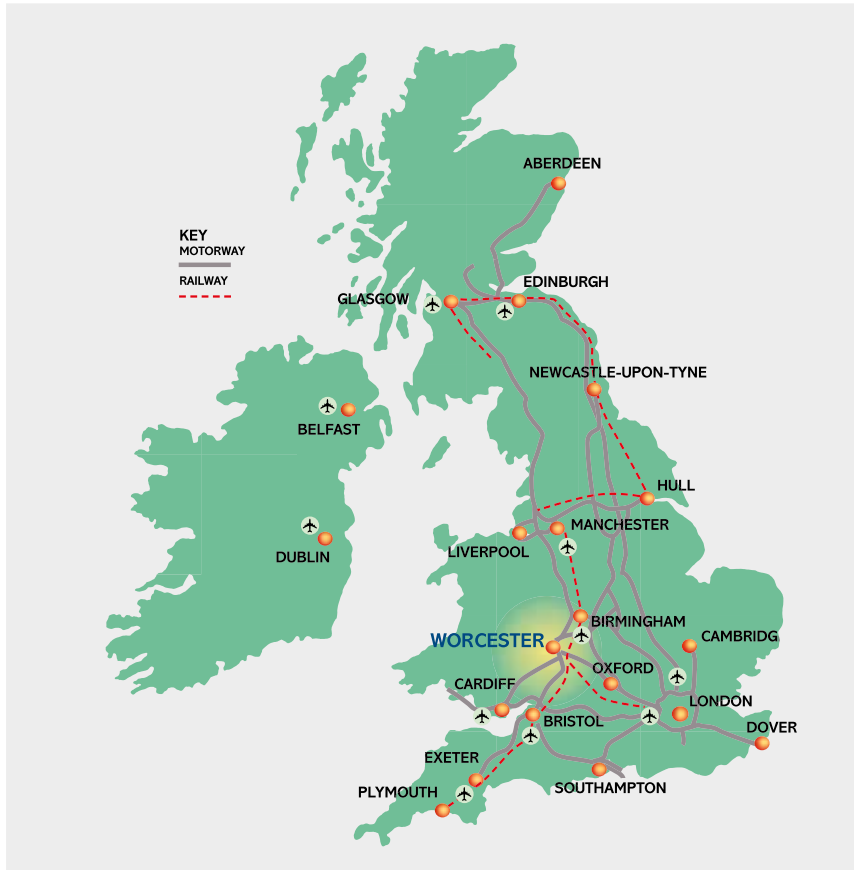 ABERDEEN
KEY
MOTORWAY
RAILWAY
EDINBURGH
GLASGOW
NEWCASTLE-UPON-TYNE
BELFAST
HULL
MANCHESTER
LIVERPOOL
DUBLIN
BIRMINGHAM
WORCESTER
CAMBRIDG
OXFORD
CARDIFF
LONDON
BRISTOL
DOVER
EXETER
SOUTHAMPTON
PLYMOUTH